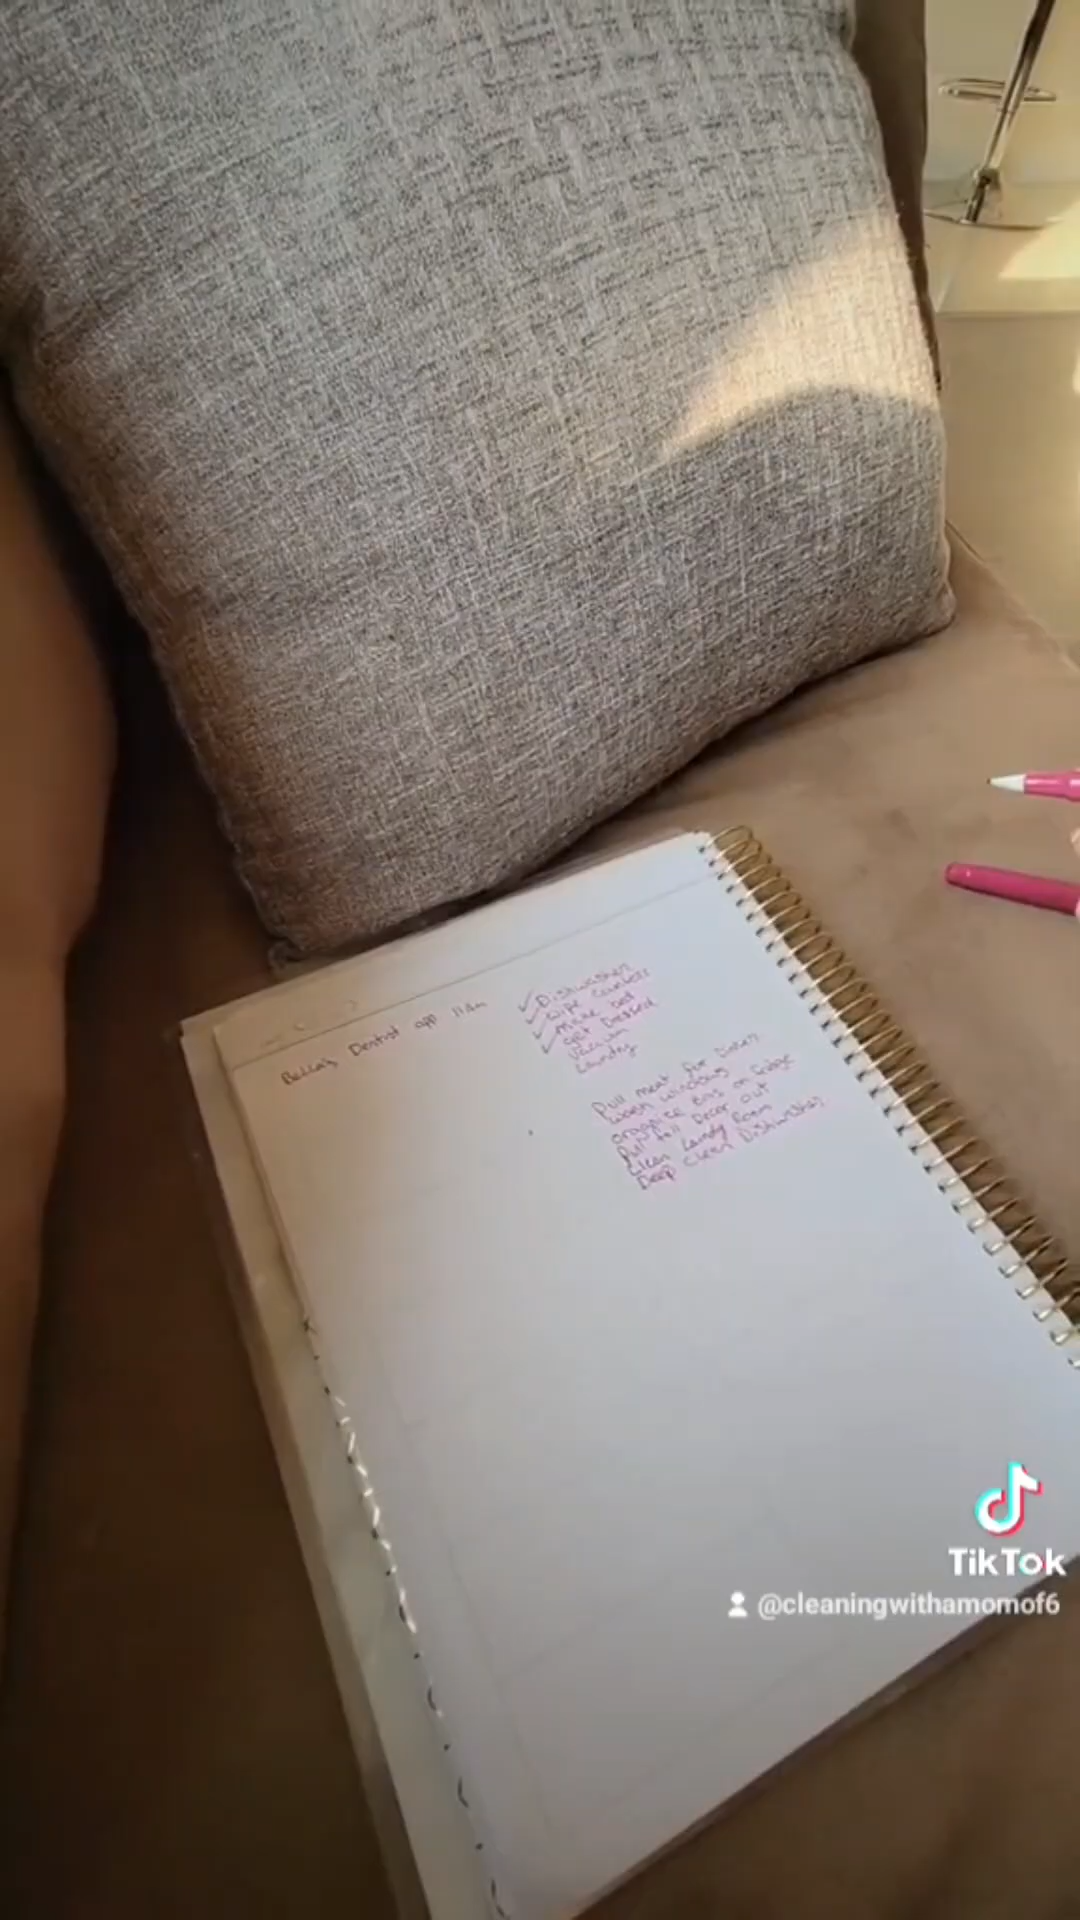 Bella's Dentist app 11am
✓ Dishwasher
✓ Wipe Counters
✓ Make bed
✓ Get Dressed
Vacuum
Laundry
Pull meat for Dinner
Wash windows
organize bins on fridge
Pull fall Decor out
Clean Laundy Room
Deep Clean Dishwasher
TikTok
@cleaningwithamomof6